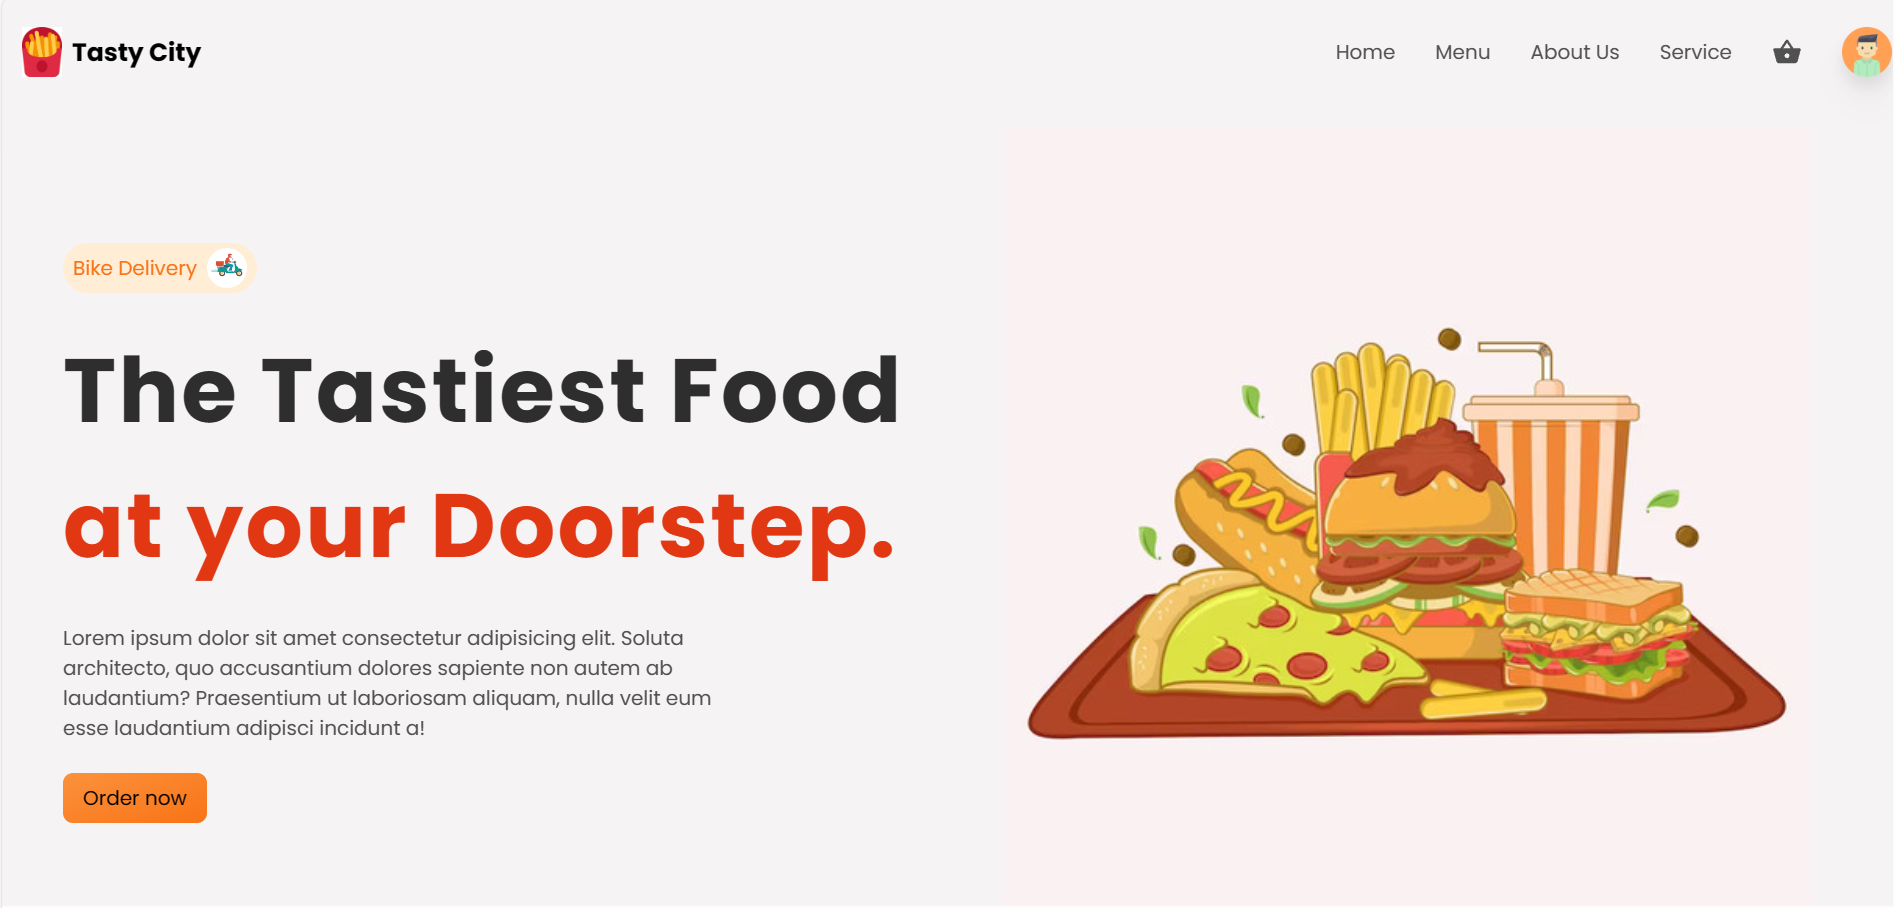 Tasty City
Home Menu About Us Service
Bike Delivery
The Tastiest Food
at your Doorstep.
Lorem ipsum dolor sit amet consectetur adipisicing elit. Soluta
architecto, quo accusantium dolores sapiente non autem ab
laudantium? Praesentium ut laboriosam aliquam, nulla velit eum
esse laudantium adipisci incidunt a!
Order now